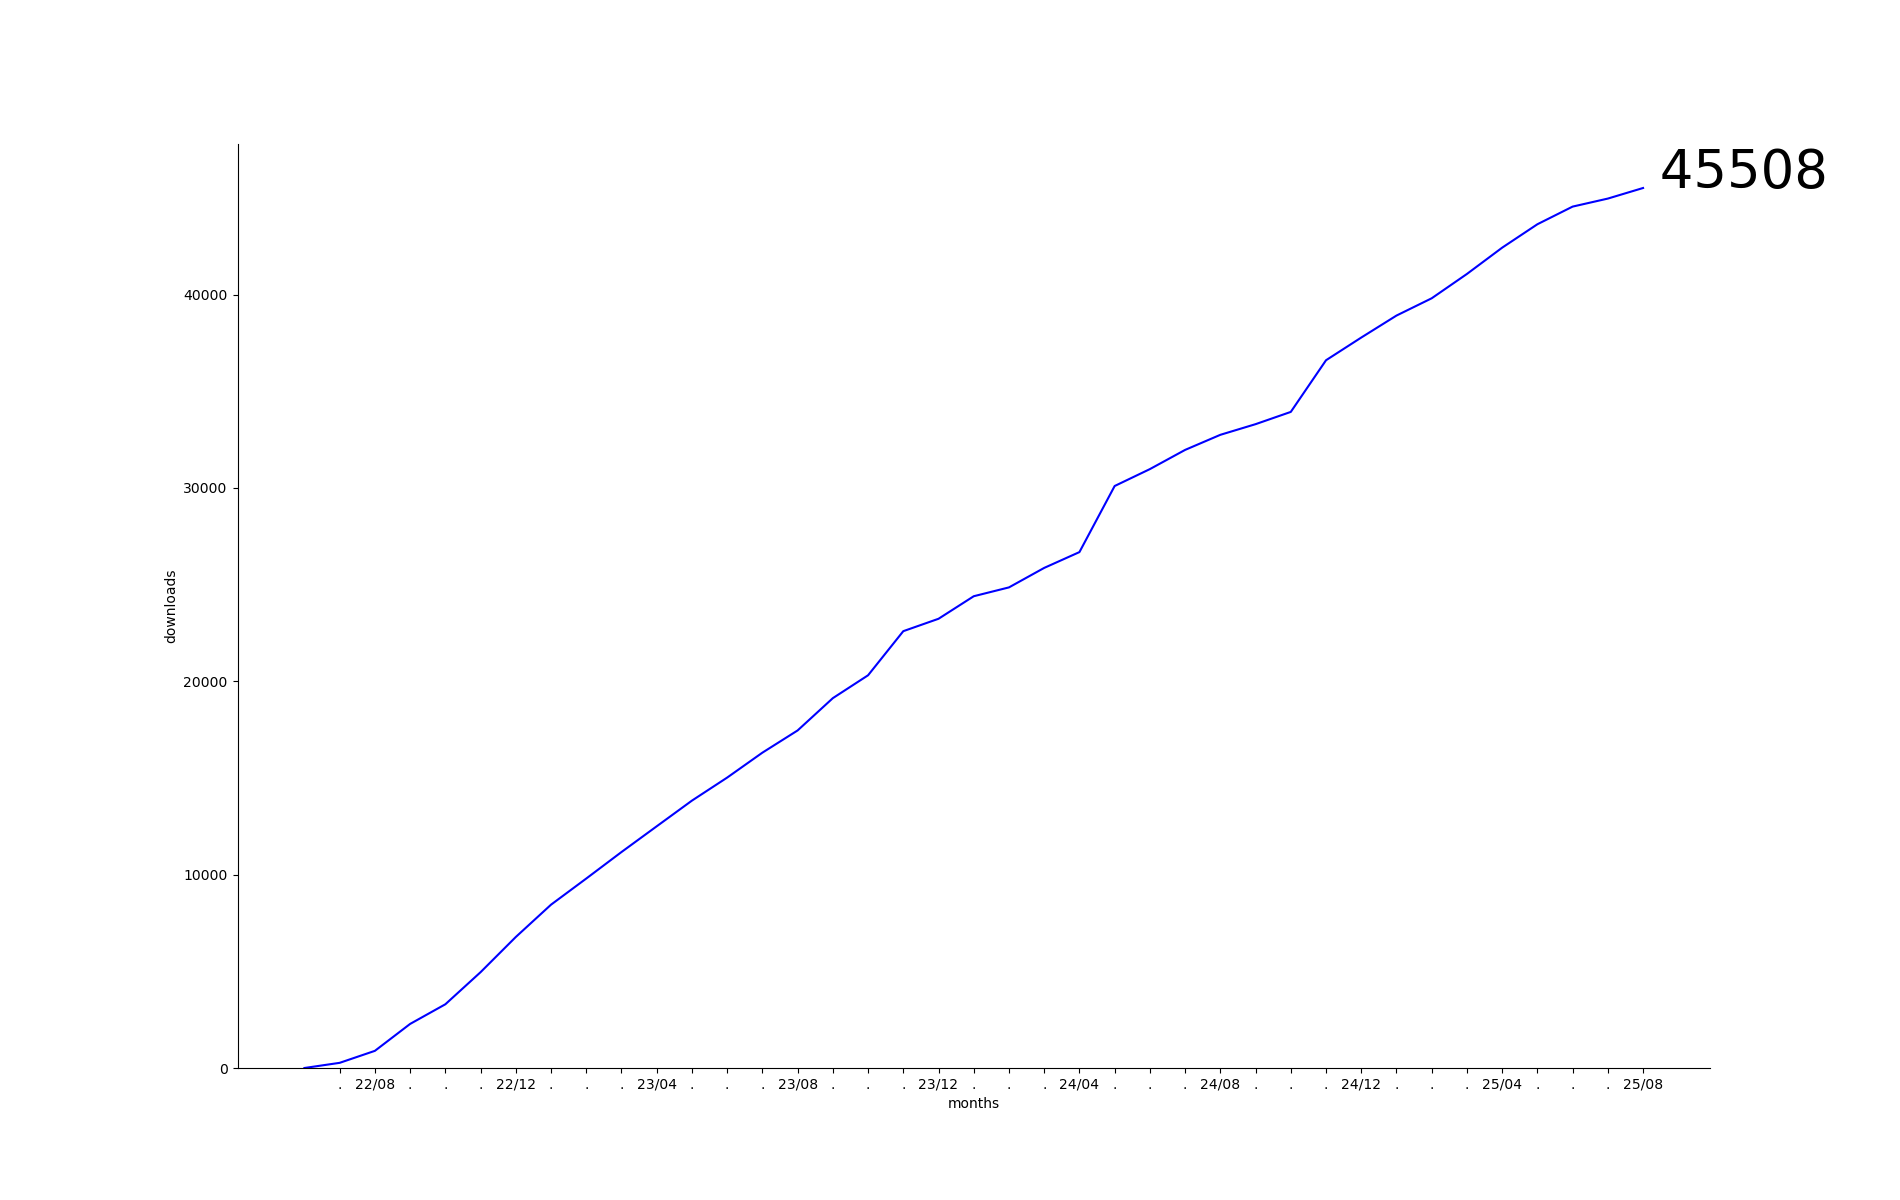 45508
40000
30000
downloads
20000
10000
0
. 22/08 . . . 22/12 . . . 23/04 . . . 23/08 . . . 23/12 . . . 24/04 . . . 24/08 . . . 24/12 . . . 25/04 . . . 25/08
months